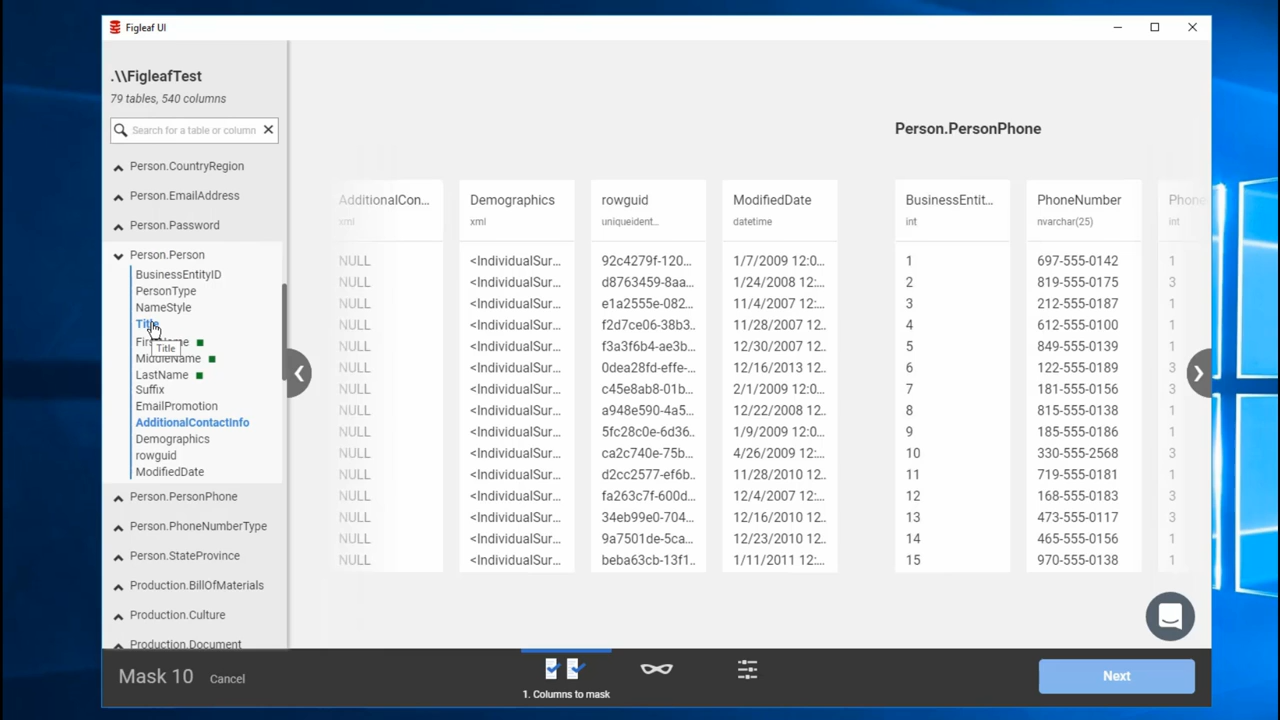 Figleaf UI
.\\FigleafTest
79 tables, 540 columns
Search for a table or column
Person.CountryRegion
Person.EmailAddress
Person.Password
Person.Person
BusinessEntityID
PersonType
NameStyle
Title
FirstName
Title
MiddleName
LastName
Suffix
EmailPromotion
AdditionalContactInfo
Demographics
rowguid
ModifiedDate
Person.PersonPhone
Person.PhoneNumberType
Person.StateProvince
Production.BillOfMaterials
Production.Culture
Production.Document
Person.PersonPhone
AdditionalCon... Demographics rowguid ModifiedDate BusinessEntit... PhoneNumber Phone
xml xml uniqueident... datetime int nvarchar(25) int
NULL <IndividualSur... 92c4279f-120... 1/7/2009 12:0... 1 697-555-0142 1
NULL <IndividualSur... d8763459-8aa... 1/24/2008 12:... 2 819-555-0175 3
NULL <IndividualSur... e1a2555e-082... 11/4/2007 12:... 3 212-555-0187 1
NULL <IndividualSur... f2d7ce06-38b3... 11/28/2007 12... 4 612-555-0100 1
NULL <IndividualSur... f3a3f6b4-ae3b... 12/30/2007 12... 5 849-555-0139 1
NULL <IndividualSur... 0dea28fd-effe-... 12/16/2013 12... 6 122-555-0189 3
NULL <IndividualSur... c45e8ab8-01b... 2/1/2009 12:0... 7 181-555-0156 3
NULL <IndividualSur... a948e590-4a5... 12/22/2008 12... 8 815-555-0138 1
NULL <IndividualSur... 5fc28c0e-6d36... 1/9/2009 12:0... 9 185-555-0186 1
NULL <IndividualSur... ca2c740e-75b... 4/26/2009 12:... 10 330-555-2568 3
NULL <IndividualSur... d2cc2577-ef6b... 11/28/2010 12... 11 719-555-0181 1
NULL <IndividualSur... fa263c7f-600d... 12/4/2007 12:... 12 168-555-0183 3
NULL <IndividualSur... 34eb99e0-704... 12/16/2010 12... 13 473-555-0117 1
NULL <IndividualSur... 9a7501de-5ca... 12/23/2010 12... 14 465-555-0156 1
NULL <IndividualSur... beba63cb-13f1... 1/11/2011 12:... 15 970-555-0138 1
Mask 10 Cancel
1. Columns to mask
Next